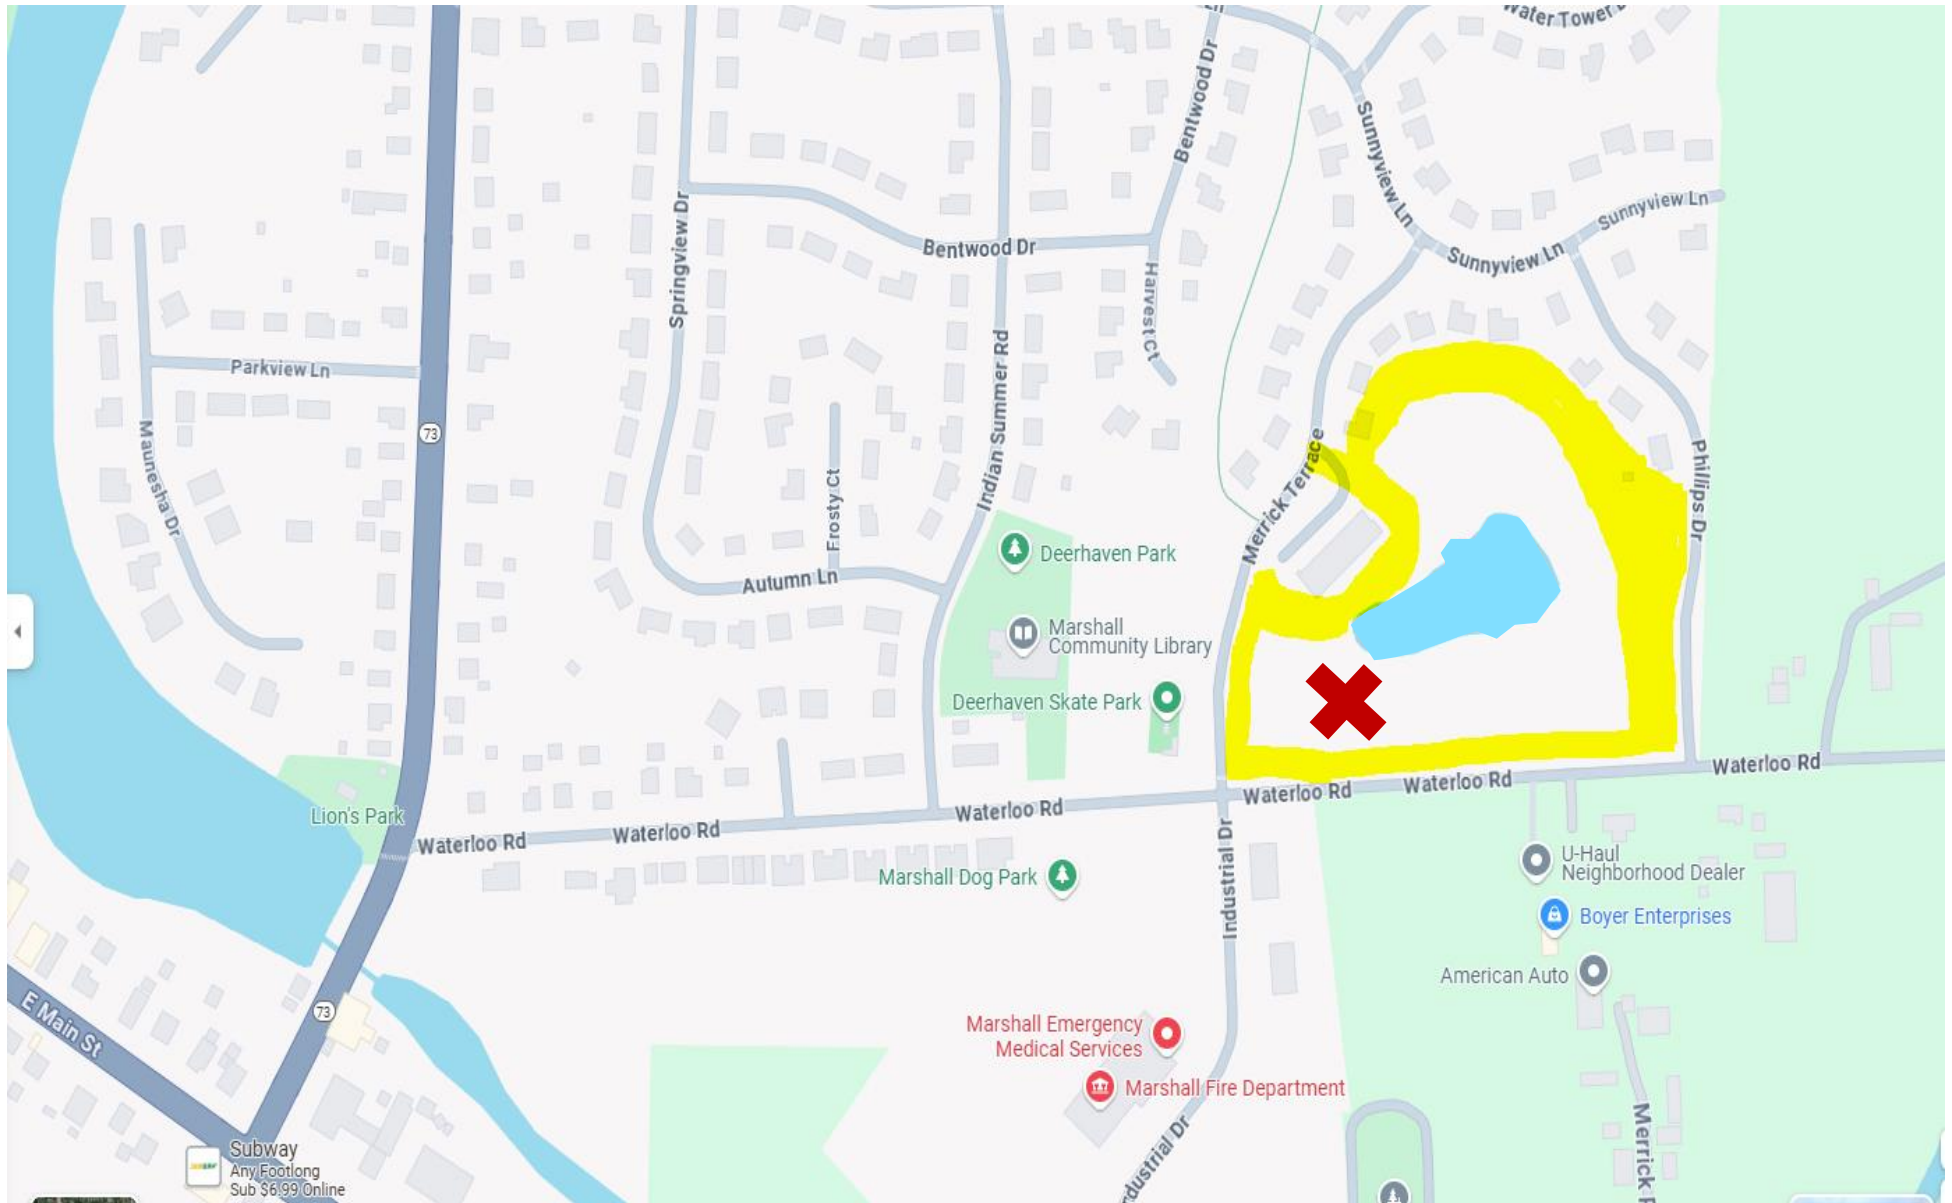 Water Tower
Ln
Bentwood Dr
Sunnyview Ln
Sunnyview Ln
Sunnyview Ln
Springview Dr
Bentwood Dr
Harvest Ct
Parkview Ln
73
Maunesha Dr
Indian Summer Rd
Frosty Ct
Autumn Ln
Merrick Terrace
Phillips Dr
Deerhaven Park
Marshall
Community Library
Deerhaven Skate Park
Lion's Park
Waterloo Rd
Waterloo Rd
Waterloo Rd
Waterloo Rd
Waterloo Rd
Waterloo Rd
Marshall Dog Park
Industrial Dr
U-Haul
Neighborhood Dealer
Boyer Enterprises
American Auto
73
E Main St
Marshall Emergency
Medical Services
Marshall Fire Department
Industrial Dr
Merrick
Subway
Any Footlong
Sub $6.99 Online